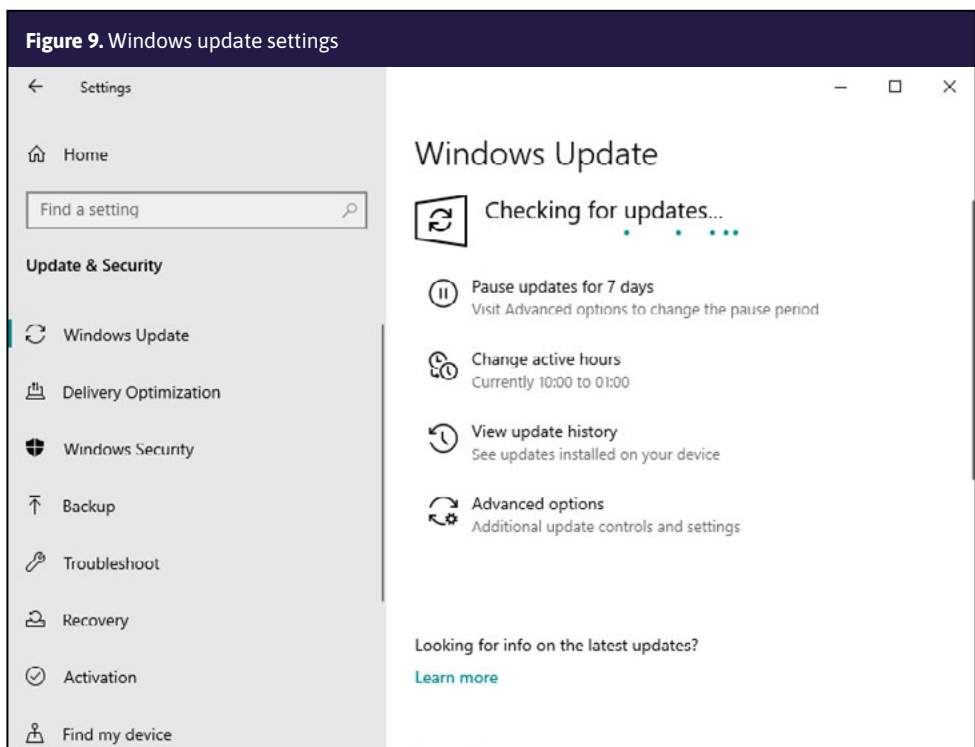 Figure 9. Windows update settings
Settings
Home
Find a setting
Update & Security
Windows Update
Delivery Optimization
Windows Security
Backup
Troubleshoot
Recovery
Activation
Find my device
Windows Update
Checking for updates...
Pause updates for 7 days
Visit Advanced options to change the pause period
Change active hours
Currently 10:00 to 01:00
View update history
See updates installed on your device
Advanced options
Additional update controls and settings
Looking for info on the latest updates?
Learn more